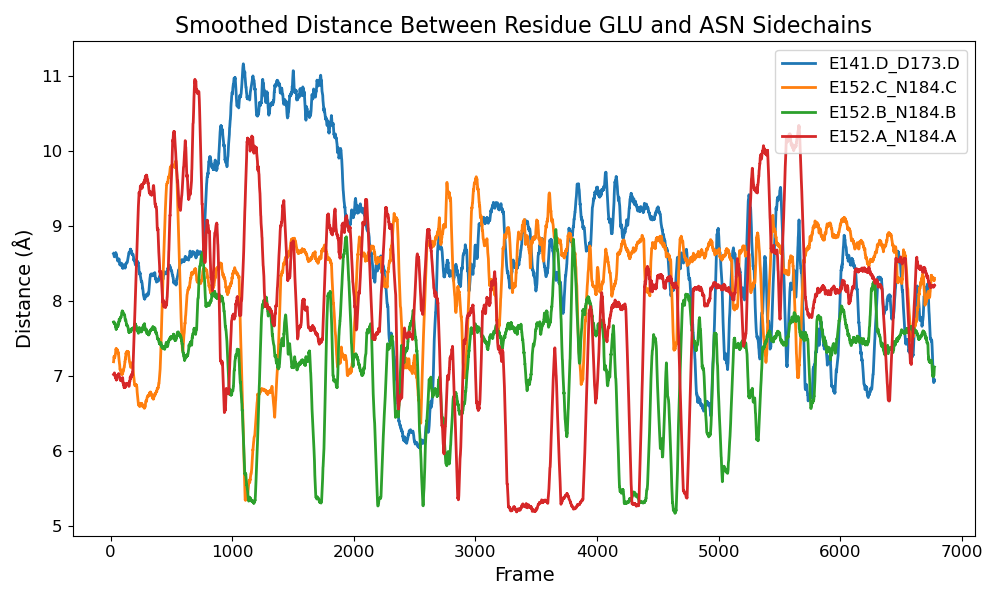 Smoothed Distance Between Residue GLU and ASN Sidechains
E141.D_D173.D
E152.C_N184.C
E152.B_N184.B
E152.A_N184.A
Distance (Å)
11
10
9
8
7
6
5
0 1000 2000 3000 4000 5000 6000 7000
Frame